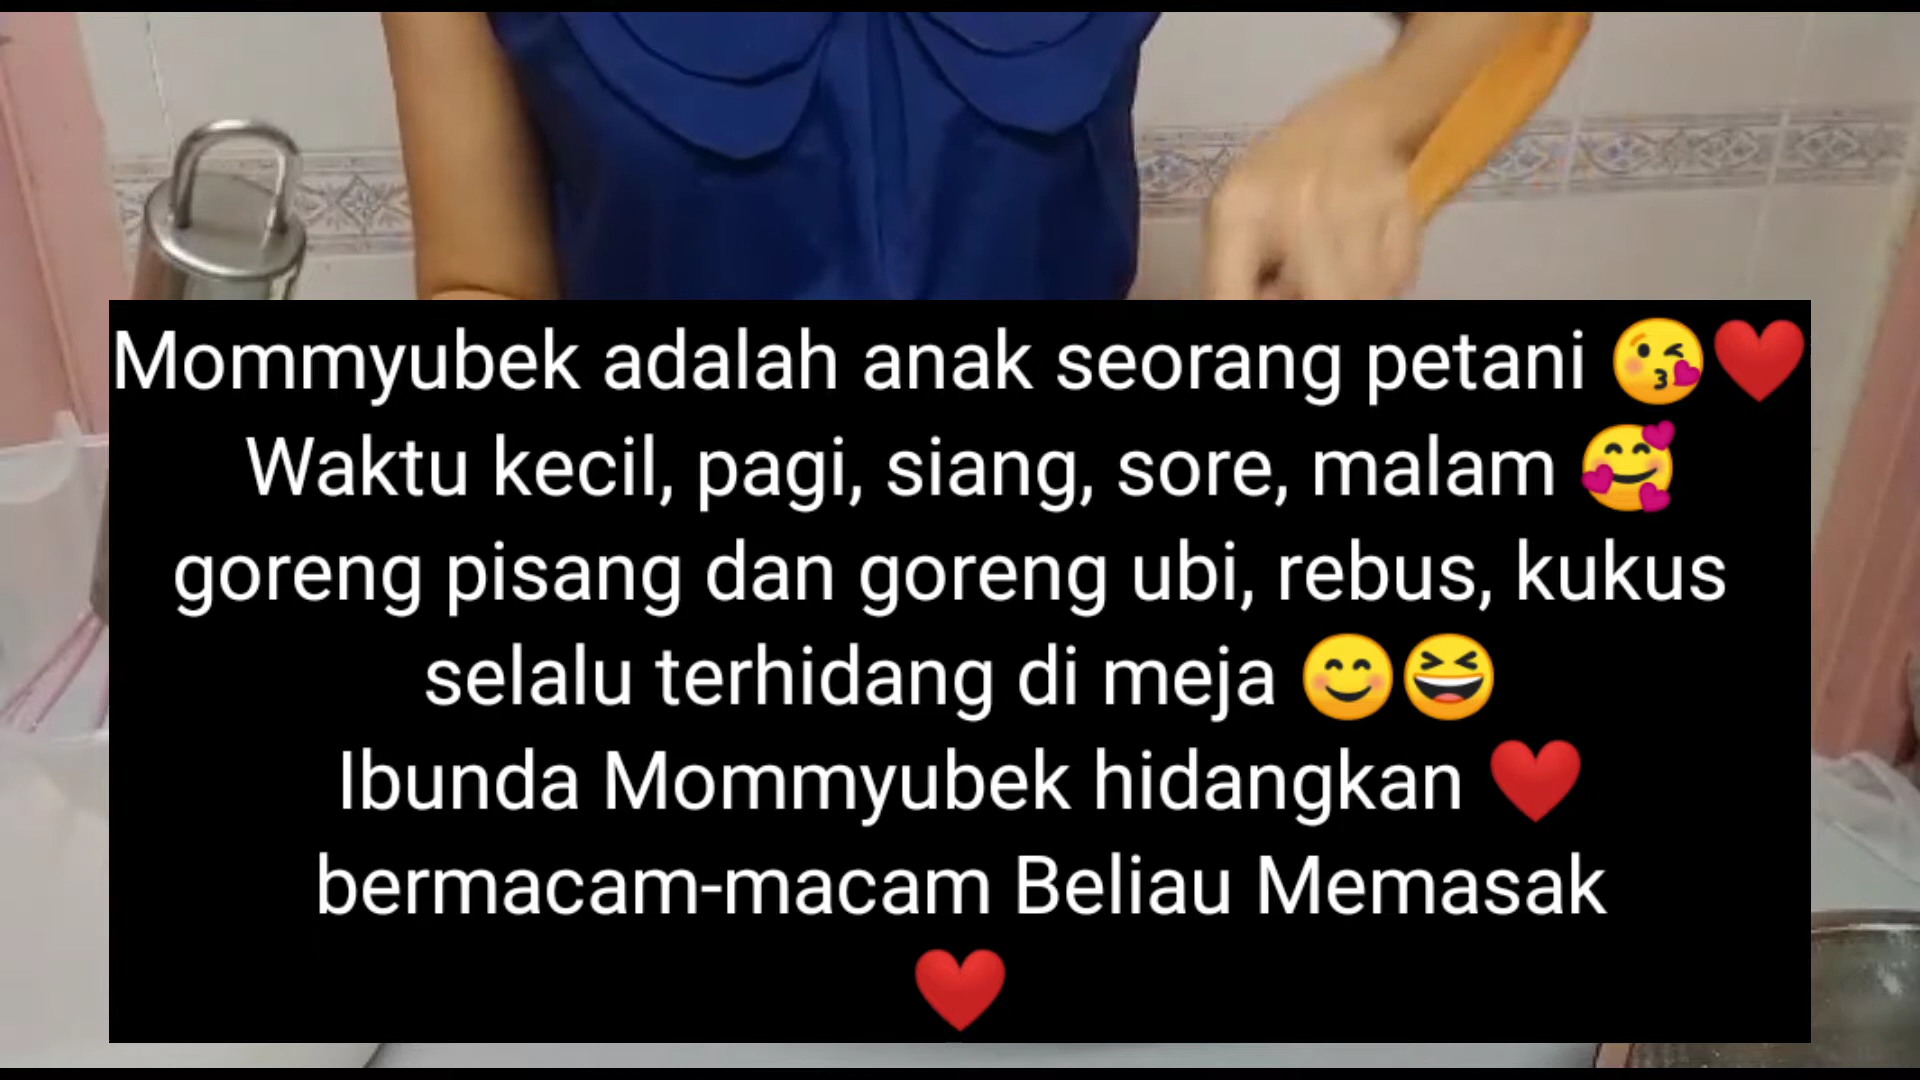 Mommyubek adalah anak seorang petani 😘❤️
Waktu kecil, pagi, siang, sore, malam 🥰
goreng pisang dan goreng ubi, rebus, kukus
selalu terhidang di meja 😊😆
Ibunda Mommyubek hidangkan ❤️
bermacam-macam Beliau Memasak
❤️